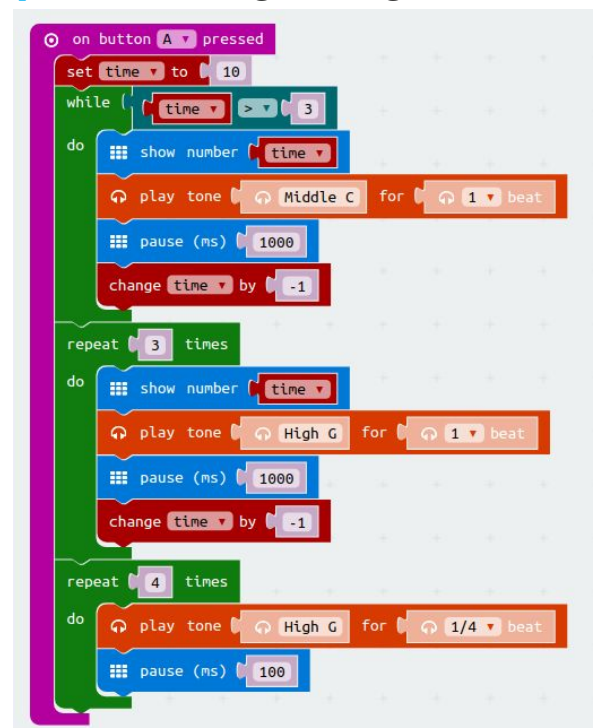 on button A pressed
set time to 10
while time > 3
do show number time
play tone Middle C for 1 beat
pause (ms) 1000
change time by -1
repeat 3 times
do show number time
play tone High G for 1 beat
pause (ms) 1000
change time by -1
repeat 4 times
do play tone High G for 1/4 beat
pause (ms) 100